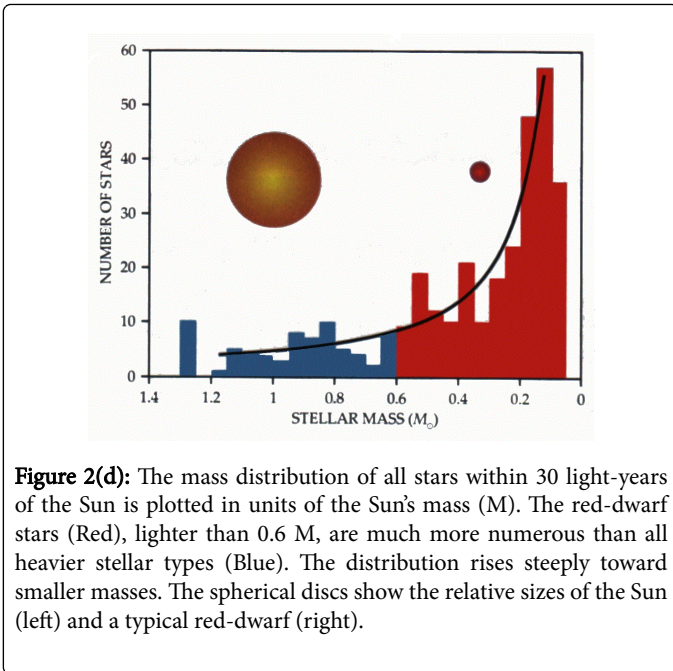 60
50
40
30
20
10
0
NUMBER OF STARS
1.4 1.2 1 0.8 0.6 0.4 0.2 0
STELLAR MASS (M☉)
Figure 2(d): The mass distribution of all stars within 30 light-years
of the Sun is plotted in units of the Sun's mass (M). The red-dwarf
stars (Red), lighter than 0.6 M, are much more numerous than all
heavier stellar types (Blue). The distribution rises steeply toward
smaller masses. The spherical discs show the relative sizes of the Sun
(left) and a typical red-dwarf (right).